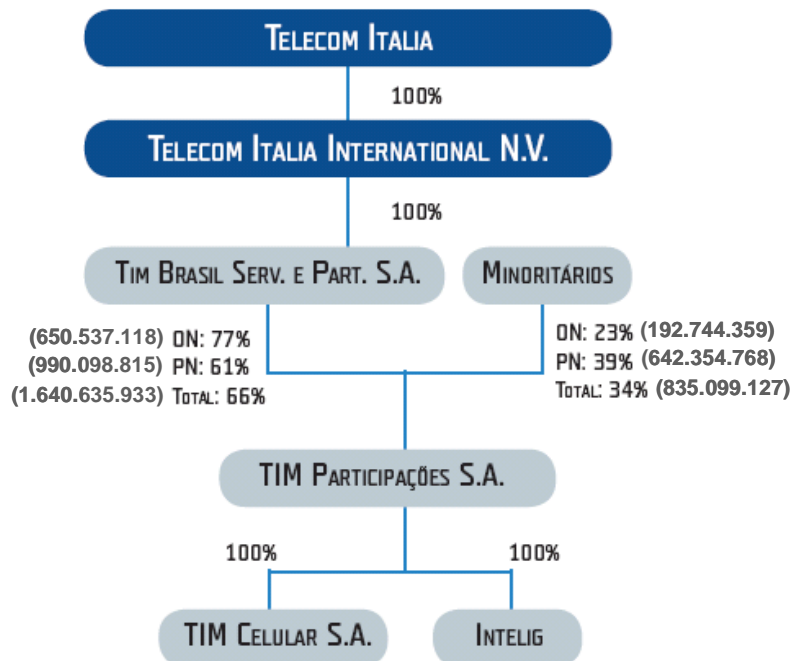 TELECOM ITALIA
100%
TELECOM ITALIA INTERNATIONAL N.V.
100%
TIM BRASIL SERV. E PART. S.A.
MINORITÁRIOS
(650.537.118) ON: 77%
(990.098.815) PN: 61%
(1.640.635.933) TOTAL: 66%
ON: 23% (192.744.359)
PN: 39% (642.354.768)
TOTAL: 34% (835.099.127)
TIM PARTICIPAÇÕES S.A.
100%
100%
TIM CELULAR S.A.
INTELIG